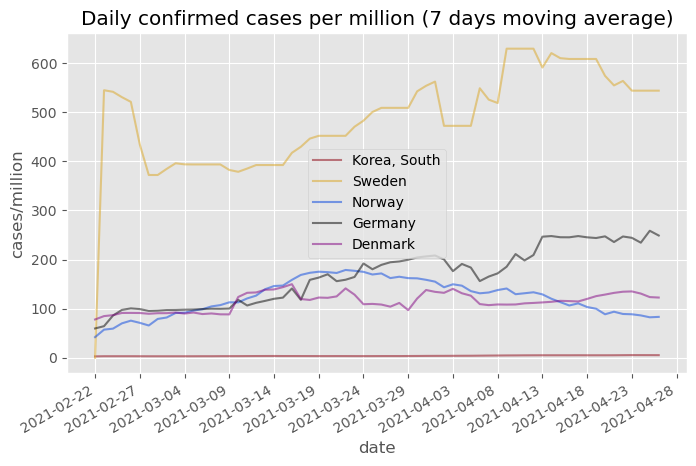 Daily confirmed cases per million (7 days moving average)
600
500
400
300
200
100
0
cases/million
Korea, South
Sweden
Norway
Germany
Denmark
2021-02-22
2021-02-27
2021-03-04
2021-03-09
2021-03-14
2021-03-19
2021-03-24
2021-03-29
2021-04-03
2021-04-08
2021-04-13
2021-04-18
2021-04-23
2021-04-28
date